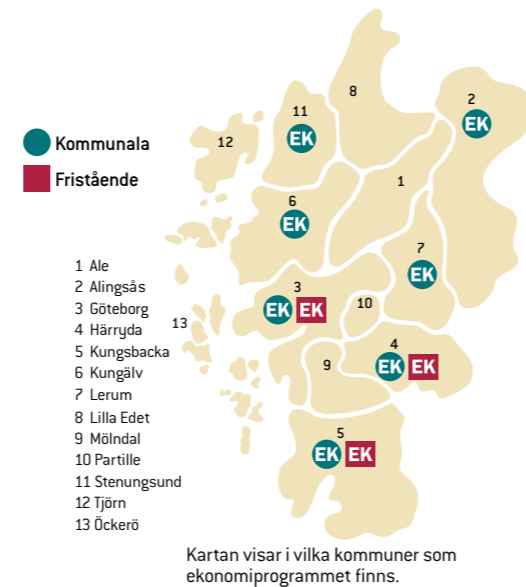 8
2
11
EK
EK
12
Kommunala
1
Fristående
6
EK
7
EK
1 Ale
2 Alingsås
3 Göteborg
4 Härryda
5 Kungsbacka
6 Kungälv
7 Lerum
8 Lilla Edet
9 Mölndal
10 Partille
11 Stenungsund
12 Tjörn
13 Öckerö
3
EK EK
10
13
4
9
EK EK
5
EK EK
Kartan visar i vilka kommuner som
ekonomiprogrammet finns.